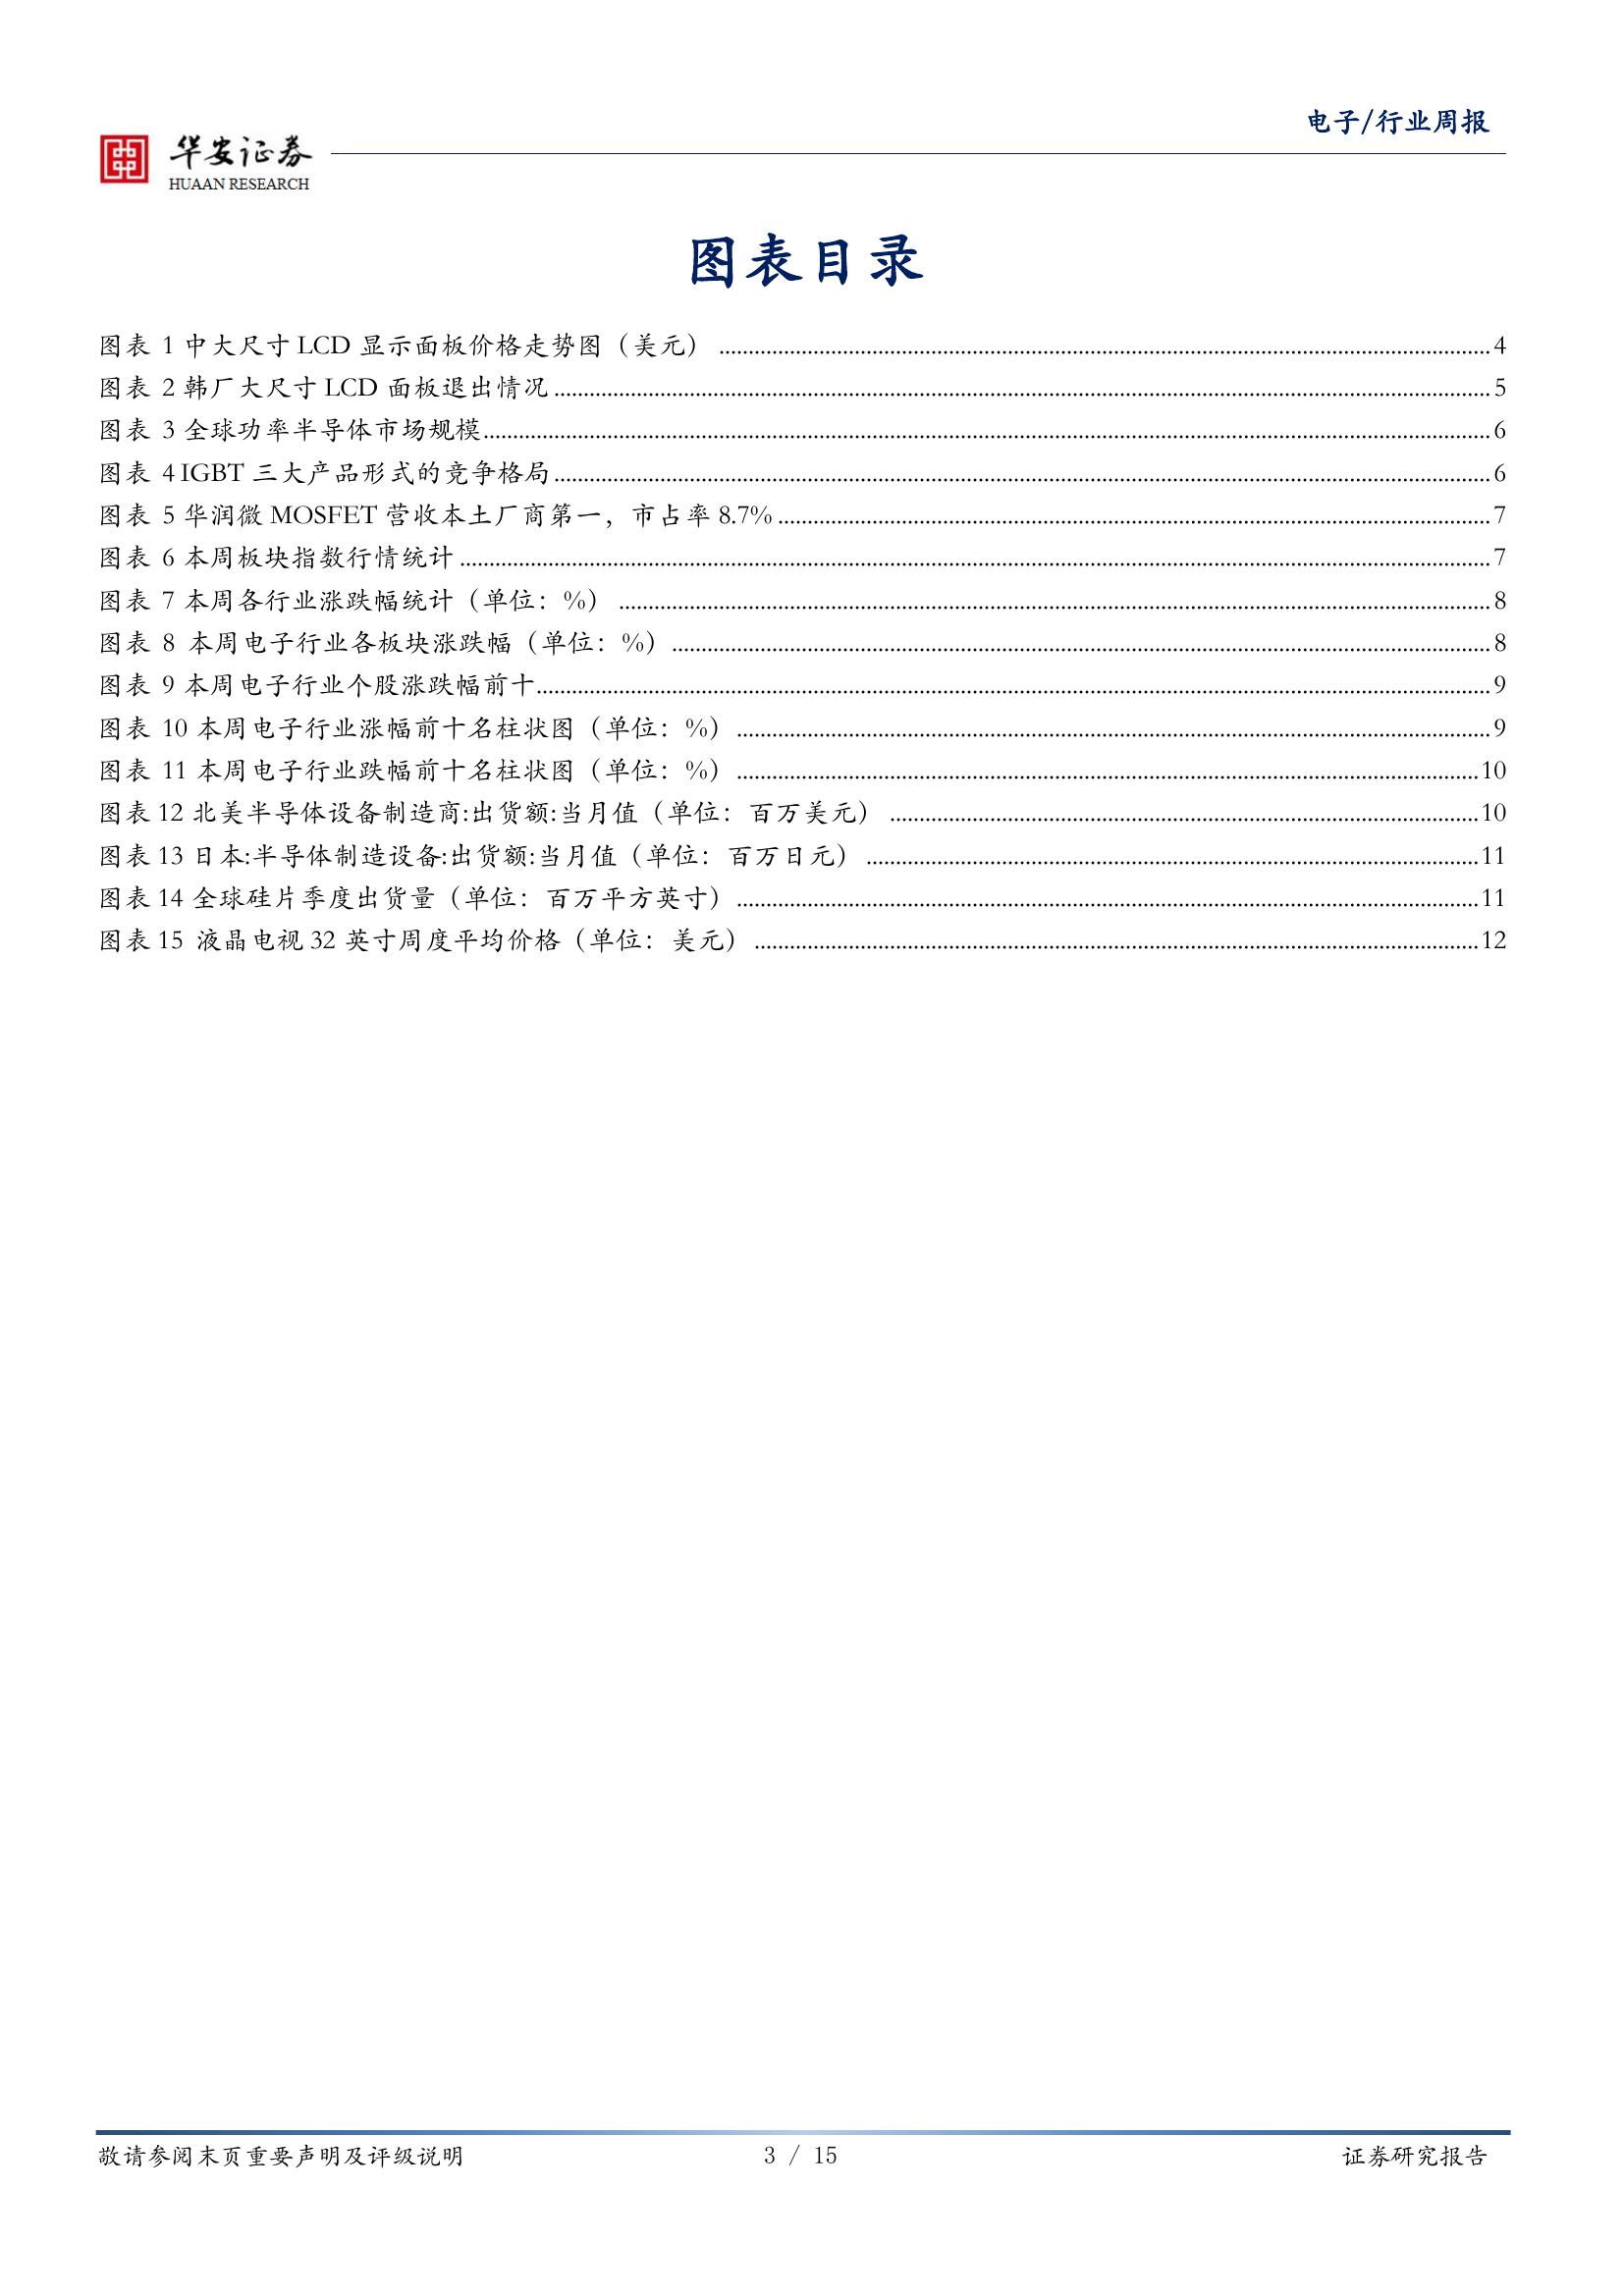 电子/行业周报
华安证券
HUAAN RESEARCH
图表目录
图表 1 中大尺寸 LCD 显示面板价格走势图（美元） ........ 4
图表 2 韩厂大尺寸 LCD 面板退出情况 ........ 5
图表 3 全球功率半导体市场规模 ........ 6
图表 4 IGBT 三大产品形式的竞争格局 ........ 6
图表 5 华润微 MOSFET 营收本土厂商第一，市占率 8.7% ........ 7
图表 6 本周板块指数行情统计 ........ 7
图表 7 本周各行业涨跌幅统计（单位：%） ........ 8
图表 8 本周电子行业各板块涨跌幅（单位：%） ........ 8
图表 9 本周电子行业个股涨跌幅前十 ........ 9
图表 10 本周电子行业涨幅前十名柱状图（单位：%） ........ 9
图表 11 本周电子行业跌幅前十名柱状图（单位：%） ........ 10
图表 12 北美半导体设备制造商:出货额:当月值（单位：百万美元） ........ 10
图表 13 日本:半导体制造设备:出货额:当月值（单位：百万日元） ........ 11
图表 14 全球硅片季度出货量（单位：百万平方英寸） ........ 11
图表 15 液晶电视 32 英寸周度平均价格（单位：美元） ........ 12
敬请参阅末页重要声明及评级说明 3 / 15 证券研究报告